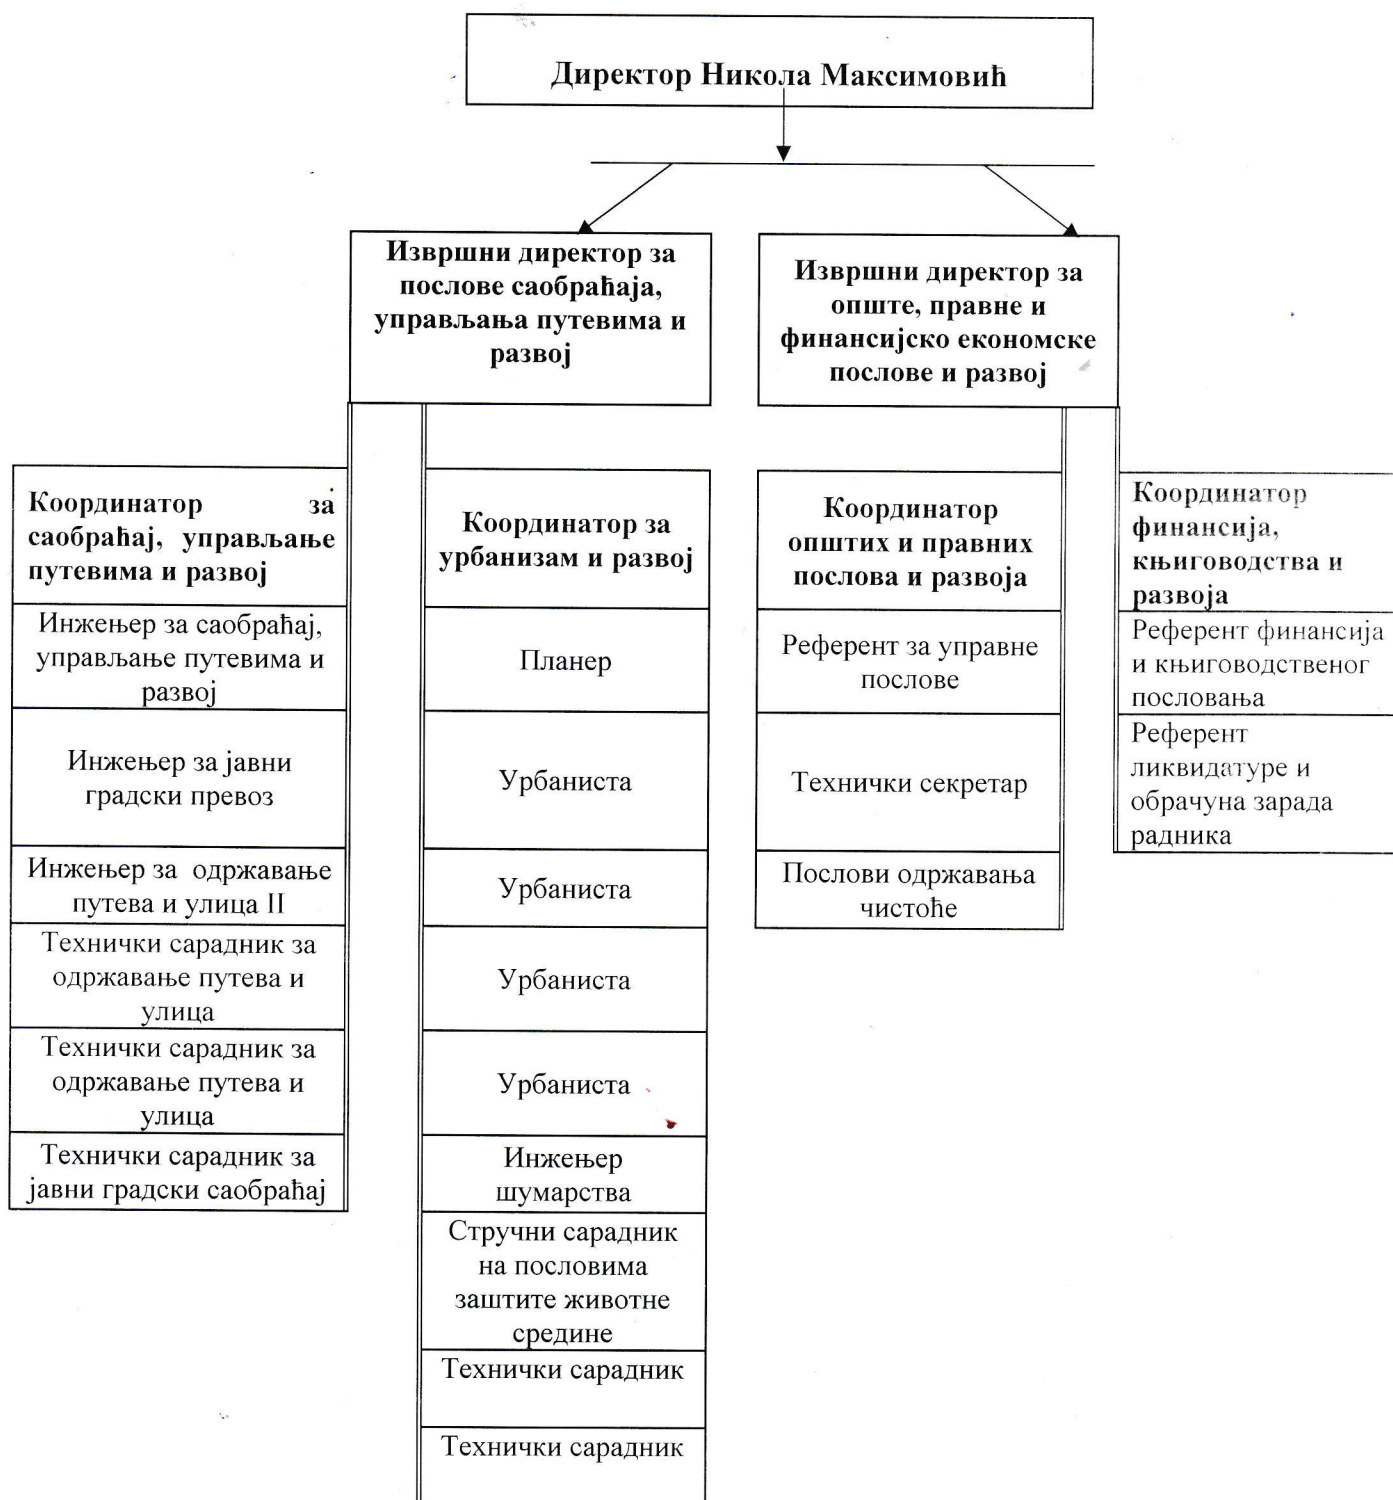 Директор Никола Максимовић
Извршни директор за
послове саобраћаја,
управљања путевима и
развој
Извршни директор за
опште, правне и
финансијско економске
послове и развој
Координатор за
саобраћај, управљање
путевима и развој
Инжењер за саобраћај,
управљање путевима и
развој
Инжењер за јавни
градски превоз
Инжењер за одржавање
путева и улица II
Технички сарадник за
одржавање путева и
улица
Технички сарадник за
одржавање путева и
улица
Технички сарадник за
јавни градски саобраћај
Координатор за
урбанизам и развој
Планер
Урбаниста
Урбаниста
Урбаниста
Урбаниста
Инжењер
шумарства
Стручни сарадник
на пословима
заштите животне
средине
Технички сарадник
Технички сарадник
Координатор
општих и правних
послова и развоја
Референт за управне
послове
Технички секретар
Послови одржавања
чистоће
Координатор
финансија,
књиговодства и
развоја
Референт финансија
и књиговодственог
пословања
Референт
ликвидатуре и
обрачуна зарада
радника